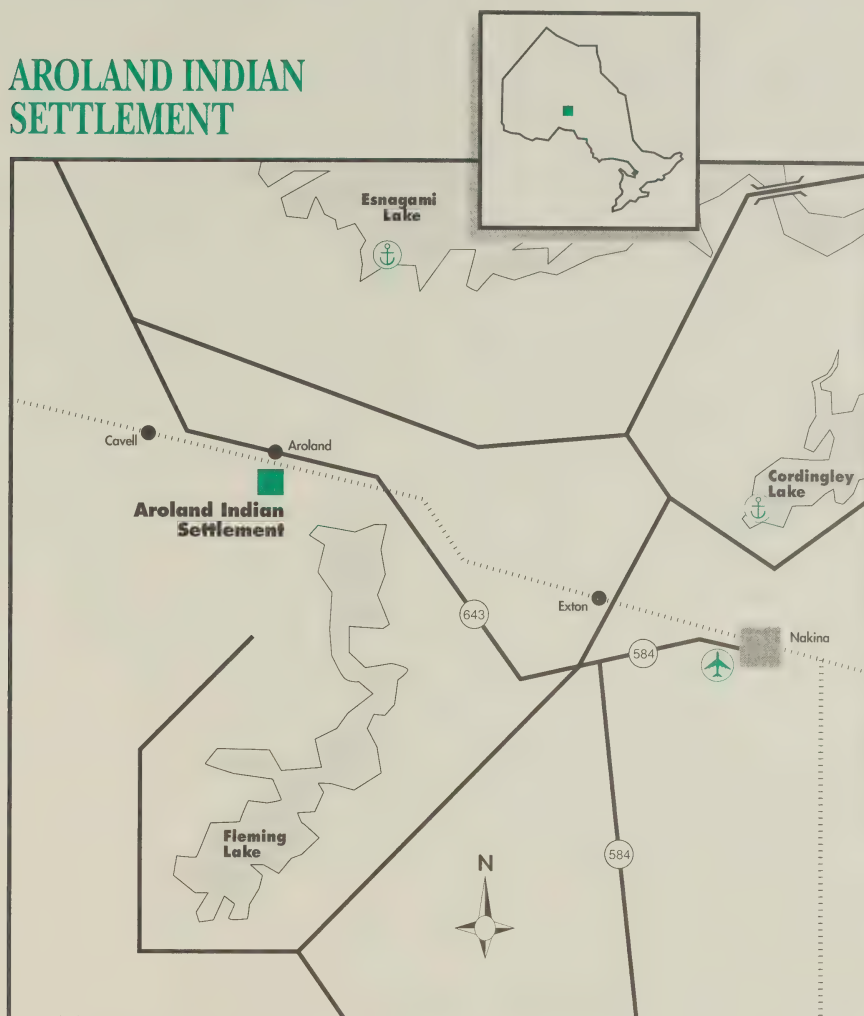 AROLAND INDIAN
SETTLEMENT
Esnagami
Lake
Cavell
Aroland
Aroland Indian
Settlement
Cordingley
Lake
Exton
643
584
Nakina
Fleming
Lake
584
N